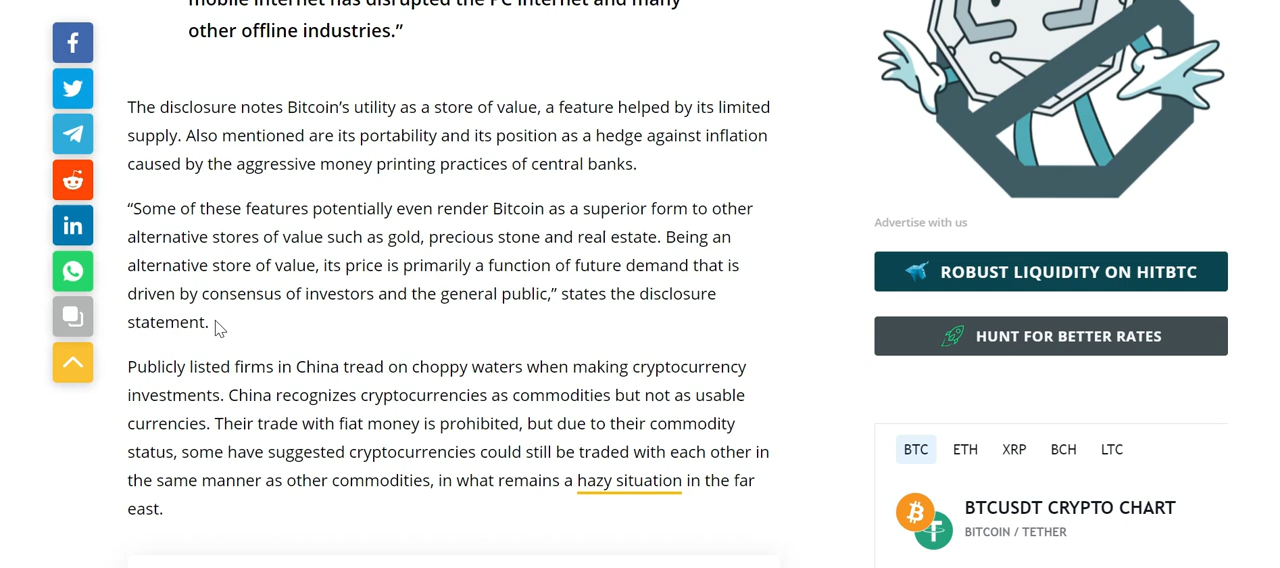 mobile internet has disrupted the PC internet and many
other offline industries.”
The disclosure notes Bitcoin’s utility as a store of value, a feature helped by its limited
supply. Also mentioned are its portability and its position as a hedge against inflation
caused by the aggressive money printing practices of central banks.
“Some of these features potentially even render Bitcoin as a superior form to other
alternative stores of value such as gold, precious stone and real estate. Being an
alternative store of value, its price is primarily a function of future demand that is
driven by consensus of investors and the general public,” states the disclosure
statement.
Publicly listed firms in China tread on choppy waters when making cryptocurrency
investments. China recognizes cryptocurrencies as commodities but not as usable
currencies. Their trade with fiat money is prohibited, but due to their commodity
status, some have suggested cryptocurrencies could still be traded with each other in
the same manner as other commodities, in what remains a hazy situation in the far
east.
Advertise with us
ROBUST LIQUIDITY ON HITBTC
HUNT FOR BETTER RATES
BTC ETH XRP BCH LTC
BTCUSDT CRYPTO CHART
BITCOIN / TETHER